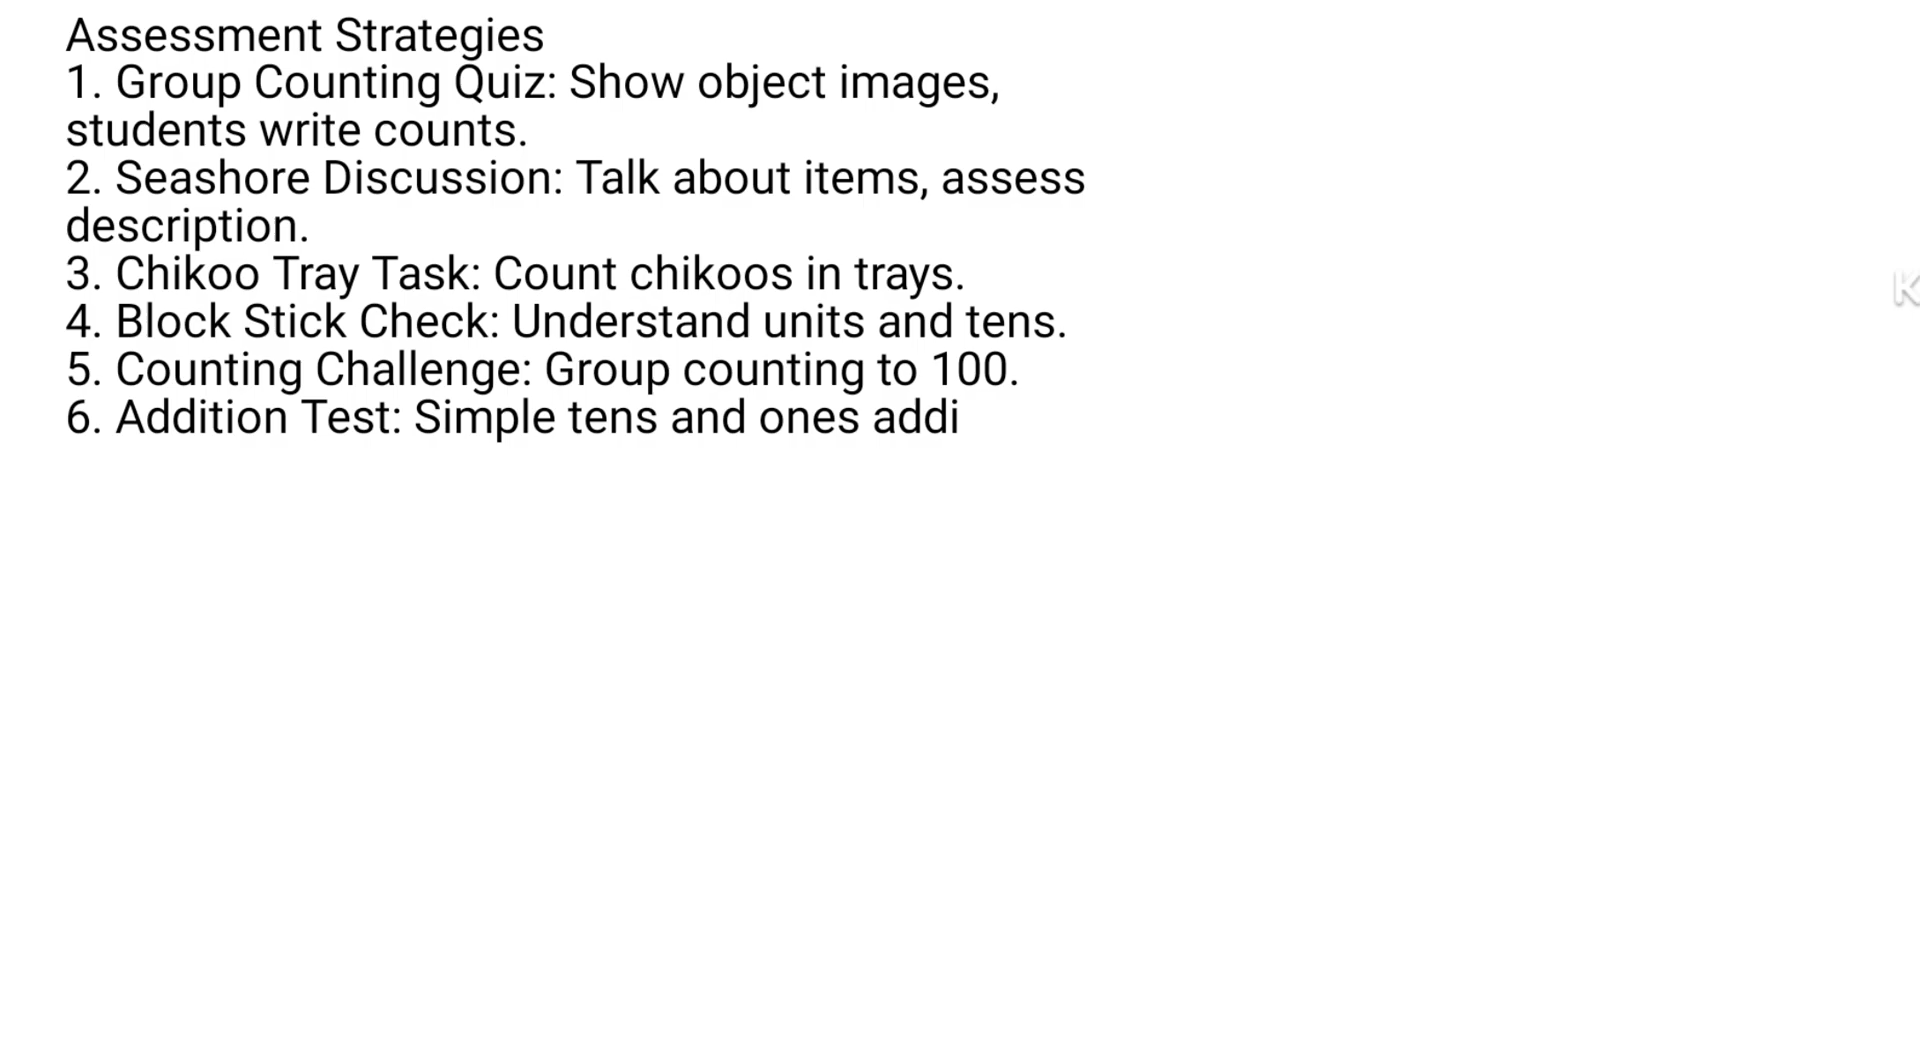 Assessment Strategies
1. Group Counting Quiz: Show object images,
students write counts.
2. Seashore Discussion: Talk about items, assess
description.
3. Chikoo Tray Task: Count chikoos in trays.
4. Block Stick Check: Understand units and tens.
5. Counting Challenge: Group counting to 100.
6. Addition Test: Simple tens and ones addi
K